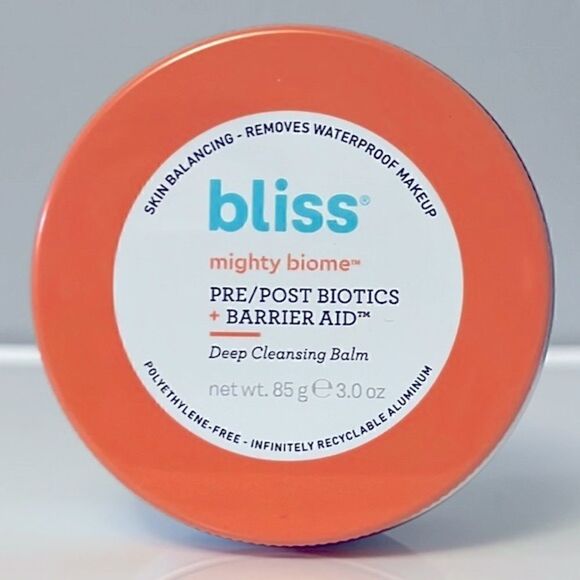 SKIN BALANCING - REMOVES WATERPROOF MAKEUP
bliss®
mighty biome™
PRE/POST BIOTICS
+ BARRIER AID™
Deep Cleansing Balm
net wt. 85 g ℮ 3.0 oz
POLYETHYLENE-FREE - INFINITELY RECYCLABLE ALUMINUM